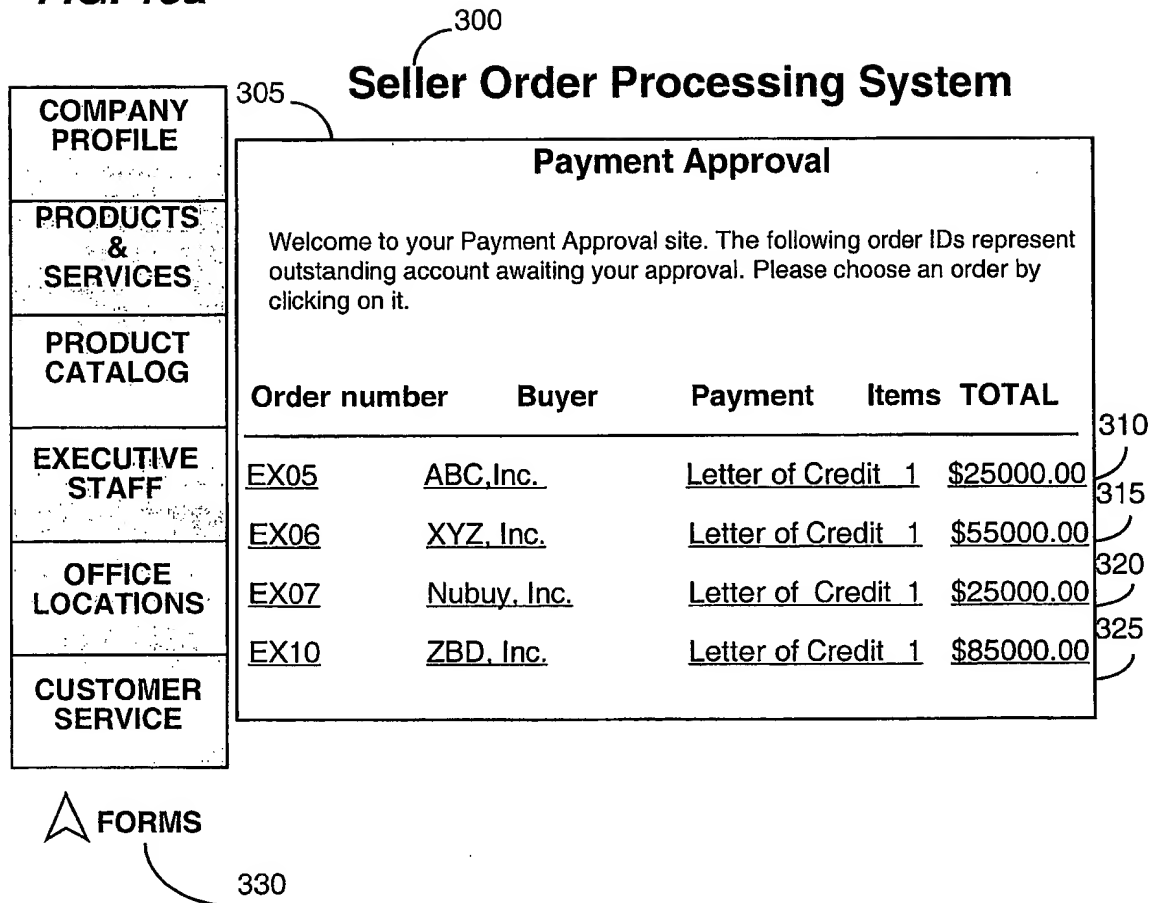 300
Seller Order Processing System
305
COMPANY
PROFILE
PRODUCTS
&
SERVICES
PRODUCT
CATALOG
EXECUTIVE
STAFF
OFFICE
LOCATIONS
CUSTOMER
SERVICE
Payment Approval
Welcome to your Payment Approval site. The following order IDs represent
outstanding account awaiting your approval. Please choose an order by
clicking on it.
Order number Buyer Payment Items TOTAL
310
EX05 ABC,Inc. Letter of Credit 1 $25000.00
315
EX06 XYZ, Inc. Letter of Credit 1 $55000.00
320
EX07 Nubuy, Inc. Letter of Credit 1 $25000.00
325
EX10 ZBD, Inc. Letter of Credit 1 $85000.00
FORMS
330